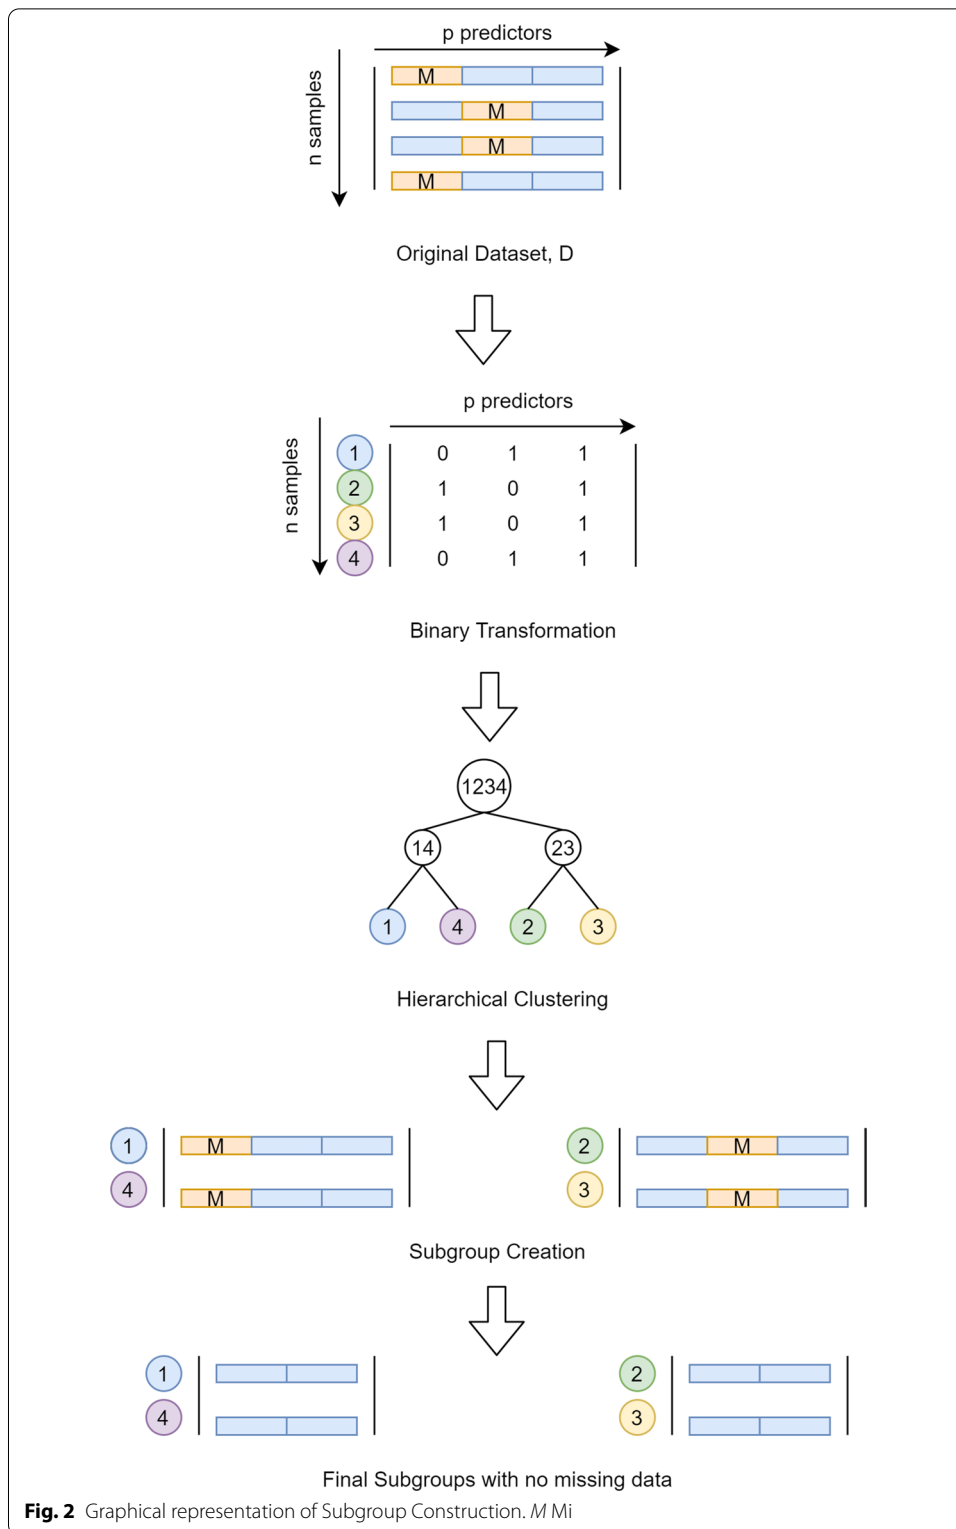 p predictors
n samples
M
M
M
M
Original Dataset, D
p predictors
n samples
1 0 1 1
2 1 0 1
3 1 0 1
4 0 1 1
Binary Transformation
1234
14 23
1 4 2 3
Hierarchical Clustering
1 M 2 M
4 M 3 M
Subgroup Creation
1 2
4 3
Final Subgroups with no missing data
Fig. 2 Graphical representation of Subgroup Construction. M Mi